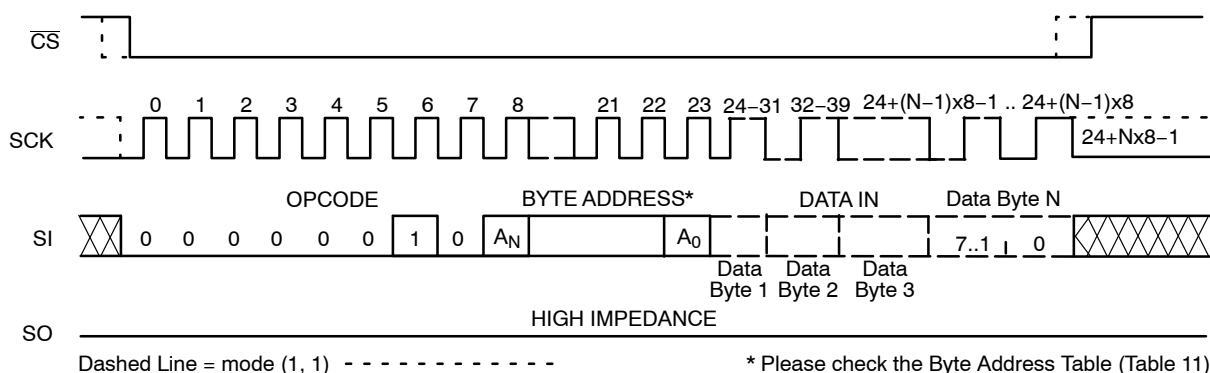 CS
0 1 2 3 4 5 6 7 8 21 22 23 24−31 32−39 24+(N−1)x8−1 .. 24+(N−1)x8
SCK
24+Nx8−1
OPCODE BYTE ADDRESS* DATA IN Data Byte N
SI
0 0 0 0 0 0 1 0 AN A0 7..1 0
Data Byte 1
Data Byte 2
Data Byte 3
SO
HIGH IMPEDANCE
Dashed Line = mode (1, 1) * Please check the Byte Address Table (Table 11)